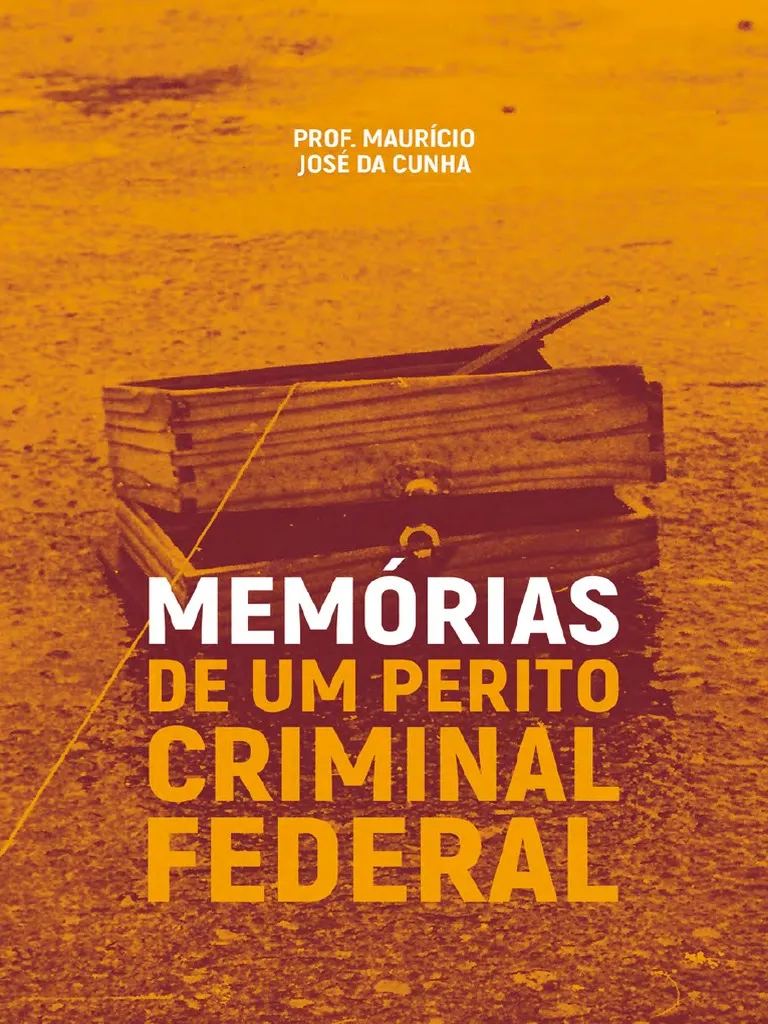 PROF. MAURÍCIO
JOSÉ DA CUNHA
MEMÓRIAS
DE UM PERITO
CRIMINAL
FEDERAL